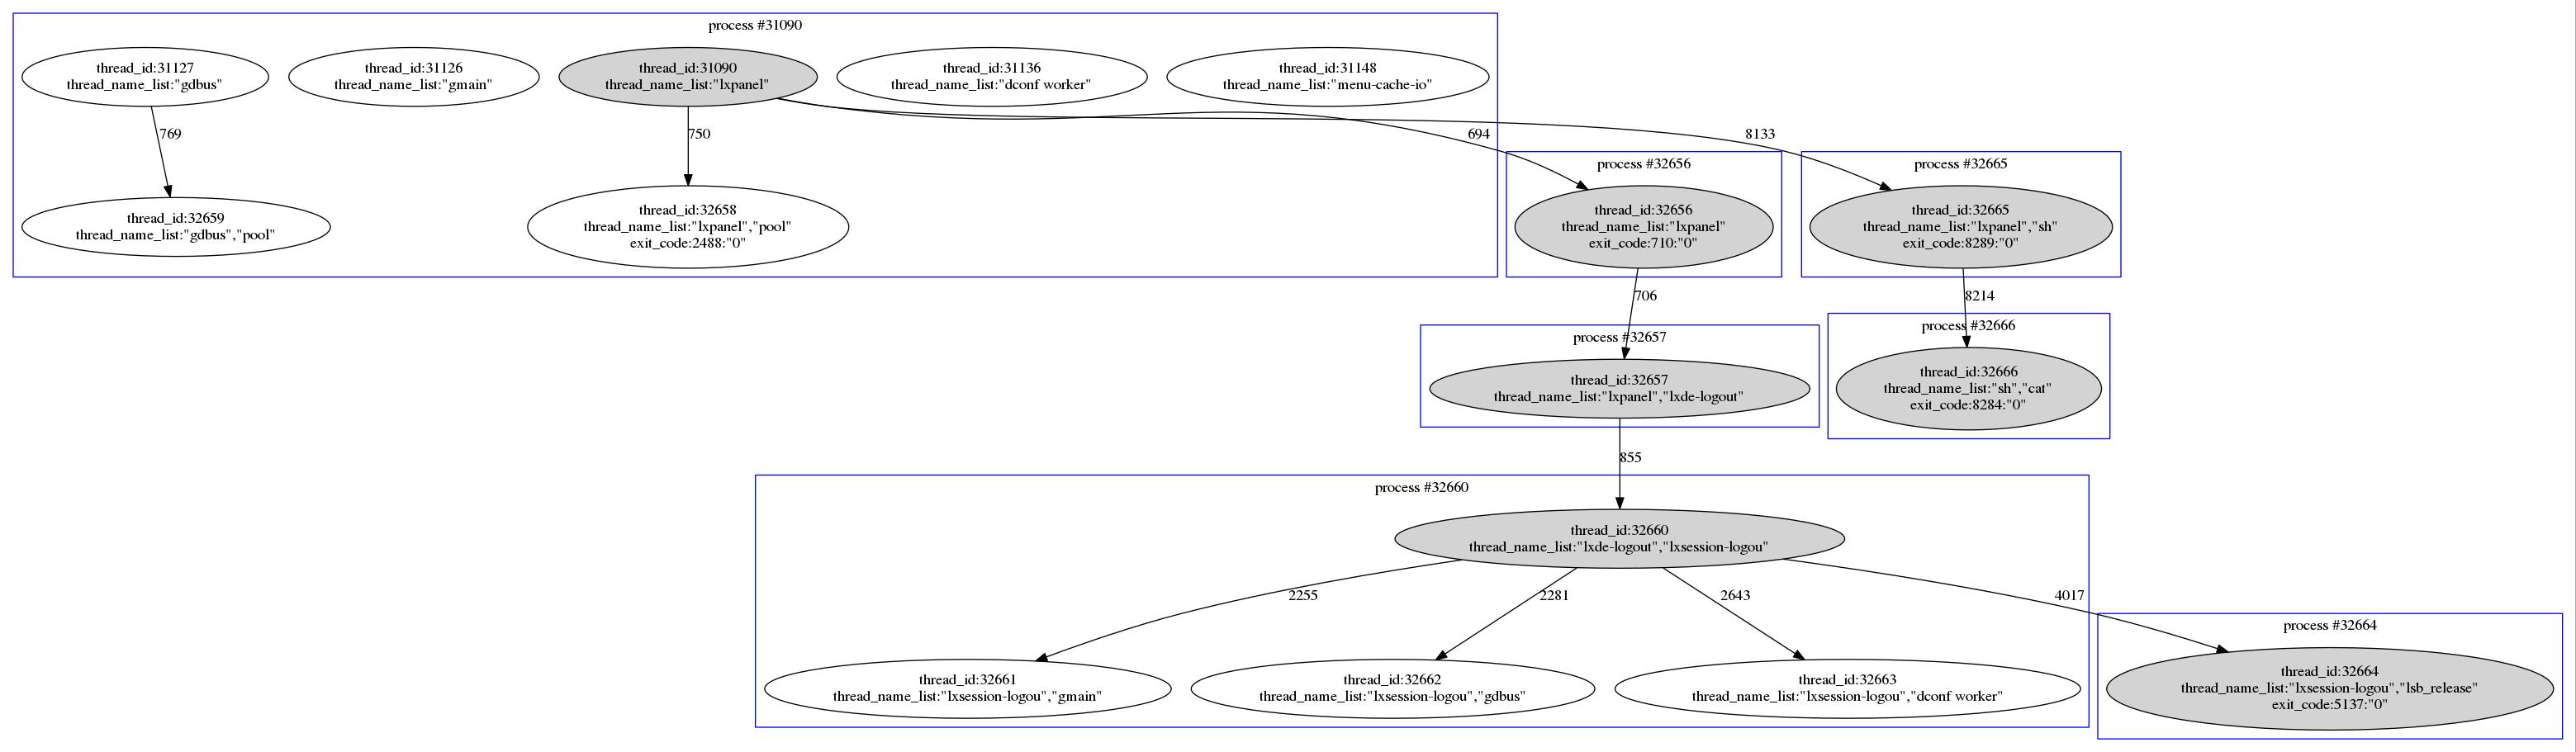 process #31090
thread_id:31127
thread_name_list:"gdbus"
thread_id:31126
thread_name_list:"gmain"
thread_id:31090
thread_name_list:"lxpanel"
thread_id:31136
thread_name_list:"dconf worker"
thread_id:31148
thread_name_list:"menu-cache-io"
769
750
694
8133
thread_id:32659
thread_name_list:"gdbus","pool"
thread_id:32658
thread_name_list:"lxpanel","pool"
exit_code:2488:"0"
process #32656
thread_id:32656
thread_name_list:"lxpanel"
exit_code:710:"0"
process #32665
thread_id:32665
thread_name_list:"lxpanel","sh"
exit_code:8289:"0"
706
8214
process #32657
thread_id:32657
thread_name_list:"lxpanel","lxde-logout"
process #32666
thread_id:32666
thread_name_list:"sh","cat"
exit_code:8284:"0"
855
process #32660
thread_id:32660
thread_name_list:"lxde-logout","lxsession-logou"
2255
2281
2643
4017
thread_id:32661
thread_name_list:"lxsession-logou","gmain"
thread_id:32662
thread_name_list:"lxsession-logou","gdbus"
thread_id:32663
thread_name_list:"lxsession-logou","dconf worker"
process #32664
thread_id:32664
thread_name_list:"lxsession-logou","lsb_release"
exit_code:5137:"0"